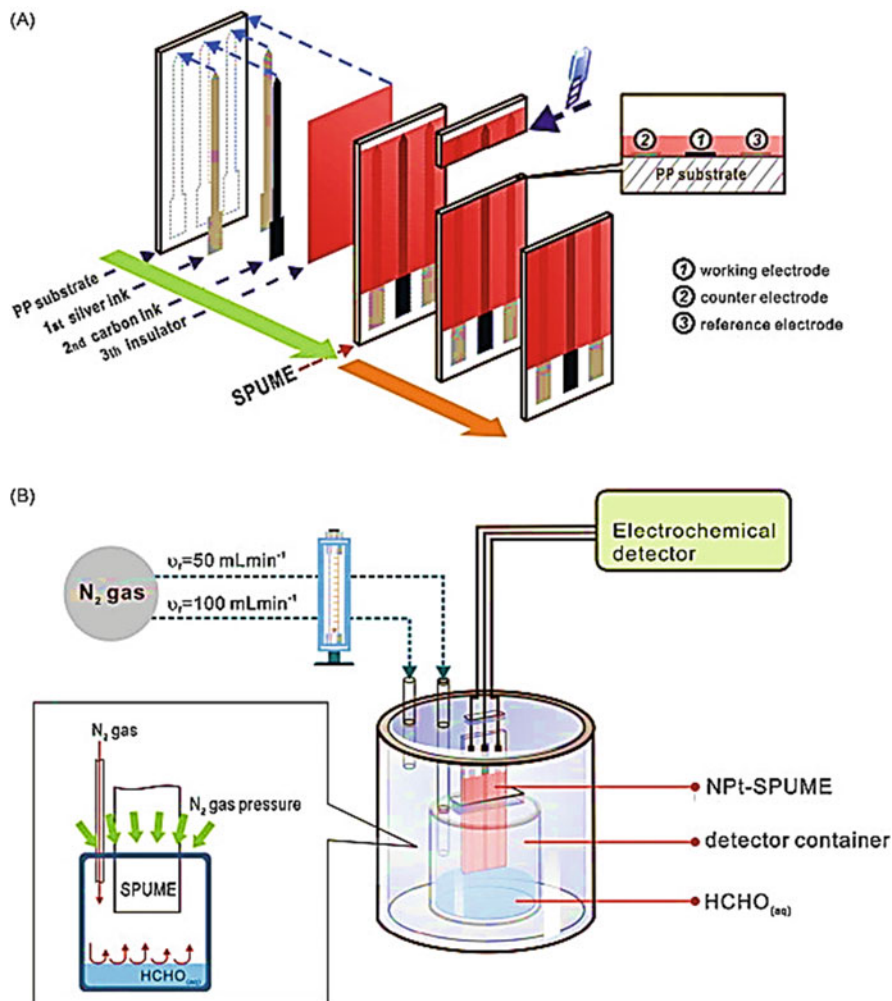 (A)
PP substrate
1st silver ink
2nd carbon ink
3th insulator
SPUME
② ① ③
PP substrate
① working electrode
② counter electrode
③ reference electrode
(B)
N₂ gas
υᵣ=50 mLmin⁻¹
υᵣ=100 mLmin⁻¹
Electrochemical
detector
NPt-SPUME
detector container
HCHO(aq)
N₂ gas
N₂ gas pressure
SPUME
HCHO(aq)